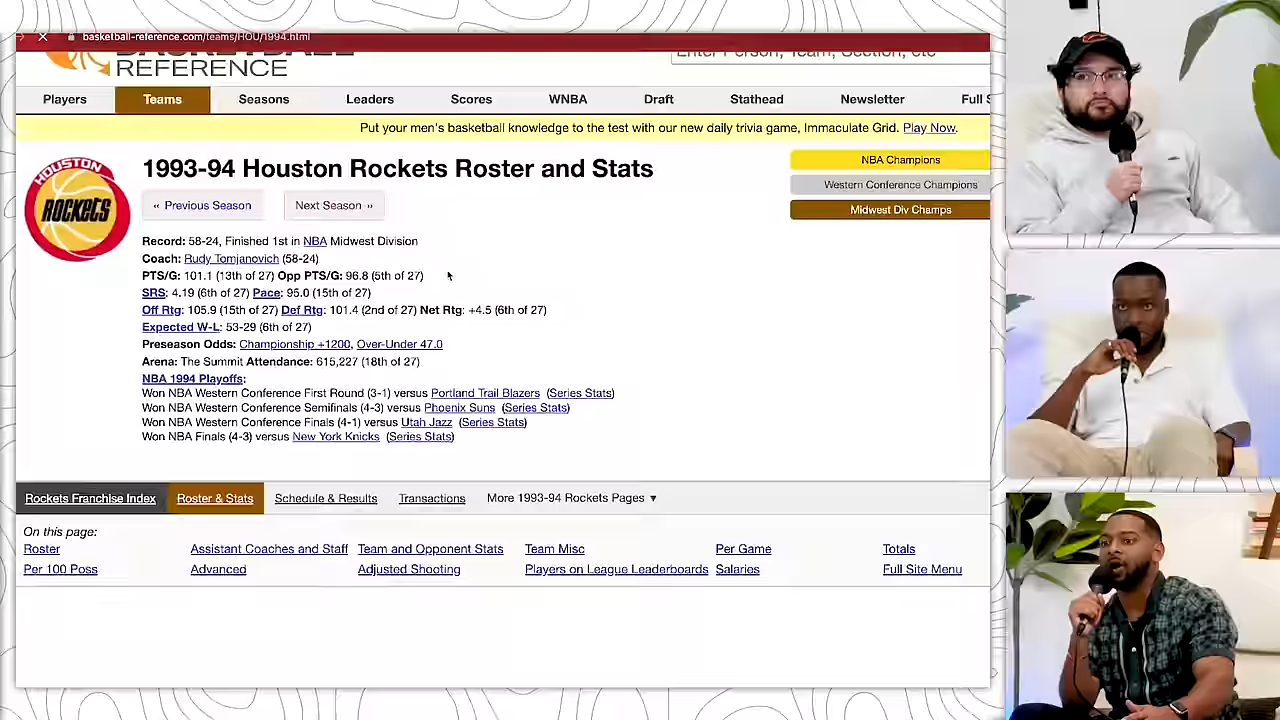 basketball-reference.com/teams/HOU/1994.html
REFERENCE
Enter Person, Team, Section, etc
Players
Teams
Seasons
Leaders
Scores
WNBA
Draft
Stathead
Newsletter
Full S
Put your men's basketball knowledge to the test with our new daily trivia game, Immaculate Grid. Play Now.
HOUSTON
ROCKETS
1993-94 Houston Rockets Roster and Stats
« Previous Season
Next Season »
NBA Champions
Western Conference Champions
Midwest Div Champs
Record: 58-24, Finished 1st in NBA Midwest Division
Coach: Rudy Tomjanovich (58-24)
PTS/G: 101.1 (13th of 27) Opp PTS/G: 96.8 (5th of 27)
SRS: 4.19 (6th of 27) Pace: 95.0 (15th of 27)
Off Rtg: 105.9 (15th of 27) Def Rtg: 101.4 (2nd of 27) Net Rtg: +4.5 (6th of 27)
Expected W-L: 53-29 (6th of 27)
Preseason Odds: Championship +1200, Over-Under 47.0
Arena: The Summit Attendance: 615,227 (18th of 27)
NBA 1994 Playoffs:
Won NBA Western Conference First Round (3-1) versus Portland Trail Blazers (Series Stats)
Won NBA Western Conference Semifinals (4-3) versus Phoenix Suns (Series Stats)
Won NBA Western Conference Finals (4-1) versus Utah Jazz (Series Stats)
Won NBA Finals (4-3) versus New York Knicks (Series Stats)
Rockets Franchise Index
Roster & Stats
Schedule & Results
Transactions
More 1993-94 Rockets Pages ▼
On this page:
Roster
Assistant Coaches and Staff
Team and Opponent Stats
Team Misc
Per Game
Totals
Per 100 Poss
Advanced
Adjusted Shooting
Players on League Leaderboards
Salaries
Full Site Menu